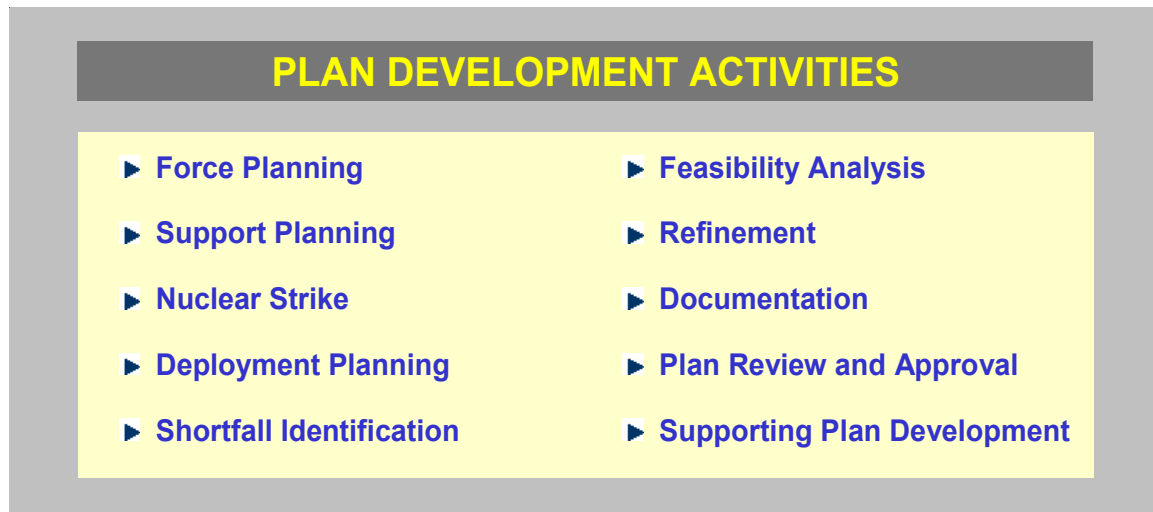 PLAN DEVELOPMENT ACTIVITIES
Force Planning
Support Planning
Nuclear Strike
Deployment Planning
Shortfall Identification
Feasibility Analysis
Refinement
Documentation
Plan Review and Approval
Supporting Plan Development